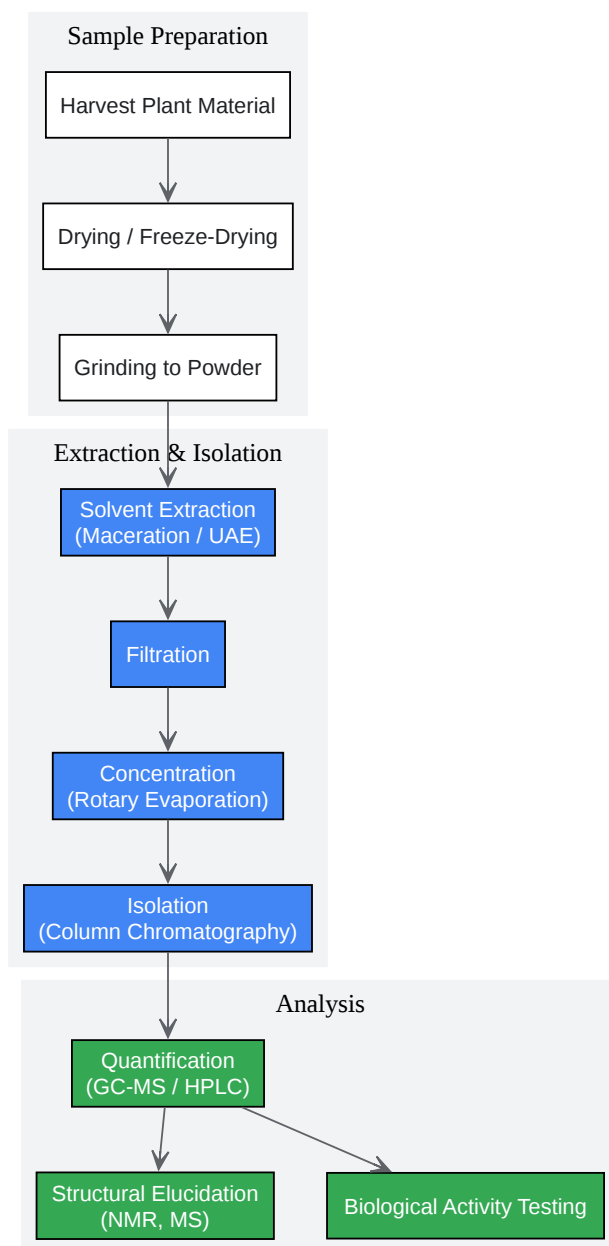 Sample Preparation
Harvest Plant Material
Drying / Freeze-Drying
Grinding to Powder
Extraction & Isolation
Solvent Extraction
(Maceration / UAE)
Filtration
Concentration
(Rotary Evaporation)
Isolation
(Column Chromatography)
Analysis
Quantification
(GC-MS / HPLC)
Structural Elucidation
(NMR, MS)
Biological Activity Testing